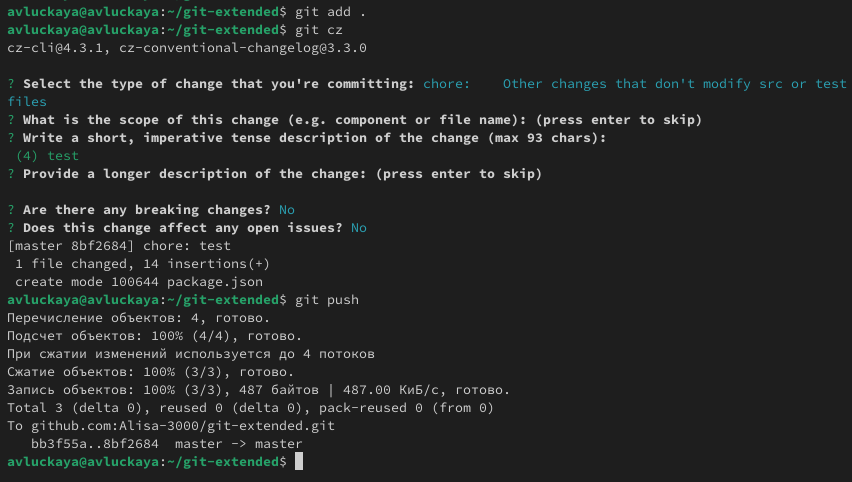 avluckaya@avluckaya:~/git-extended$ git add .
avluckaya@avluckaya:~/git-extended$ git cz
cz-cli@4.3.1, cz-conventional-changelog@3.3.0
? Select the type of change that you're committing: chore:    Other changes that don't modify src or test
files
? What is the scope of this change (e.g. component or file name): (press enter to skip)
? Write a short, imperative tense description of the change (max 93 chars):
 (4) test
? Provide a longer description of the change: (press enter to skip)
? Are there any breaking changes? No
? Does this change affect any open issues? No
[master 8bf2684] chore: test
 1 file changed, 14 insertions(+)
 create mode 100644 package.json
avluckaya@avluckaya:~/git-extended$ git push
Перечисление объектов: 4, готово.
Подсчет объектов: 100% (4/4), готово.
При сжатии изменений используется до 4 потоков
Сжатие объектов: 100% (3/3), готово.
Запись объектов: 100% (3/3), 487 байтов | 487.00 КиБ/с, готово.
Total 3 (delta 0), reused 0 (delta 0), pack-reused 0 (from 0)
To github.com:Alisa-3000/git-extended.git
   bb3f55a..8bf2684  master -> master
avluckaya@avluckaya:~/git-extended$